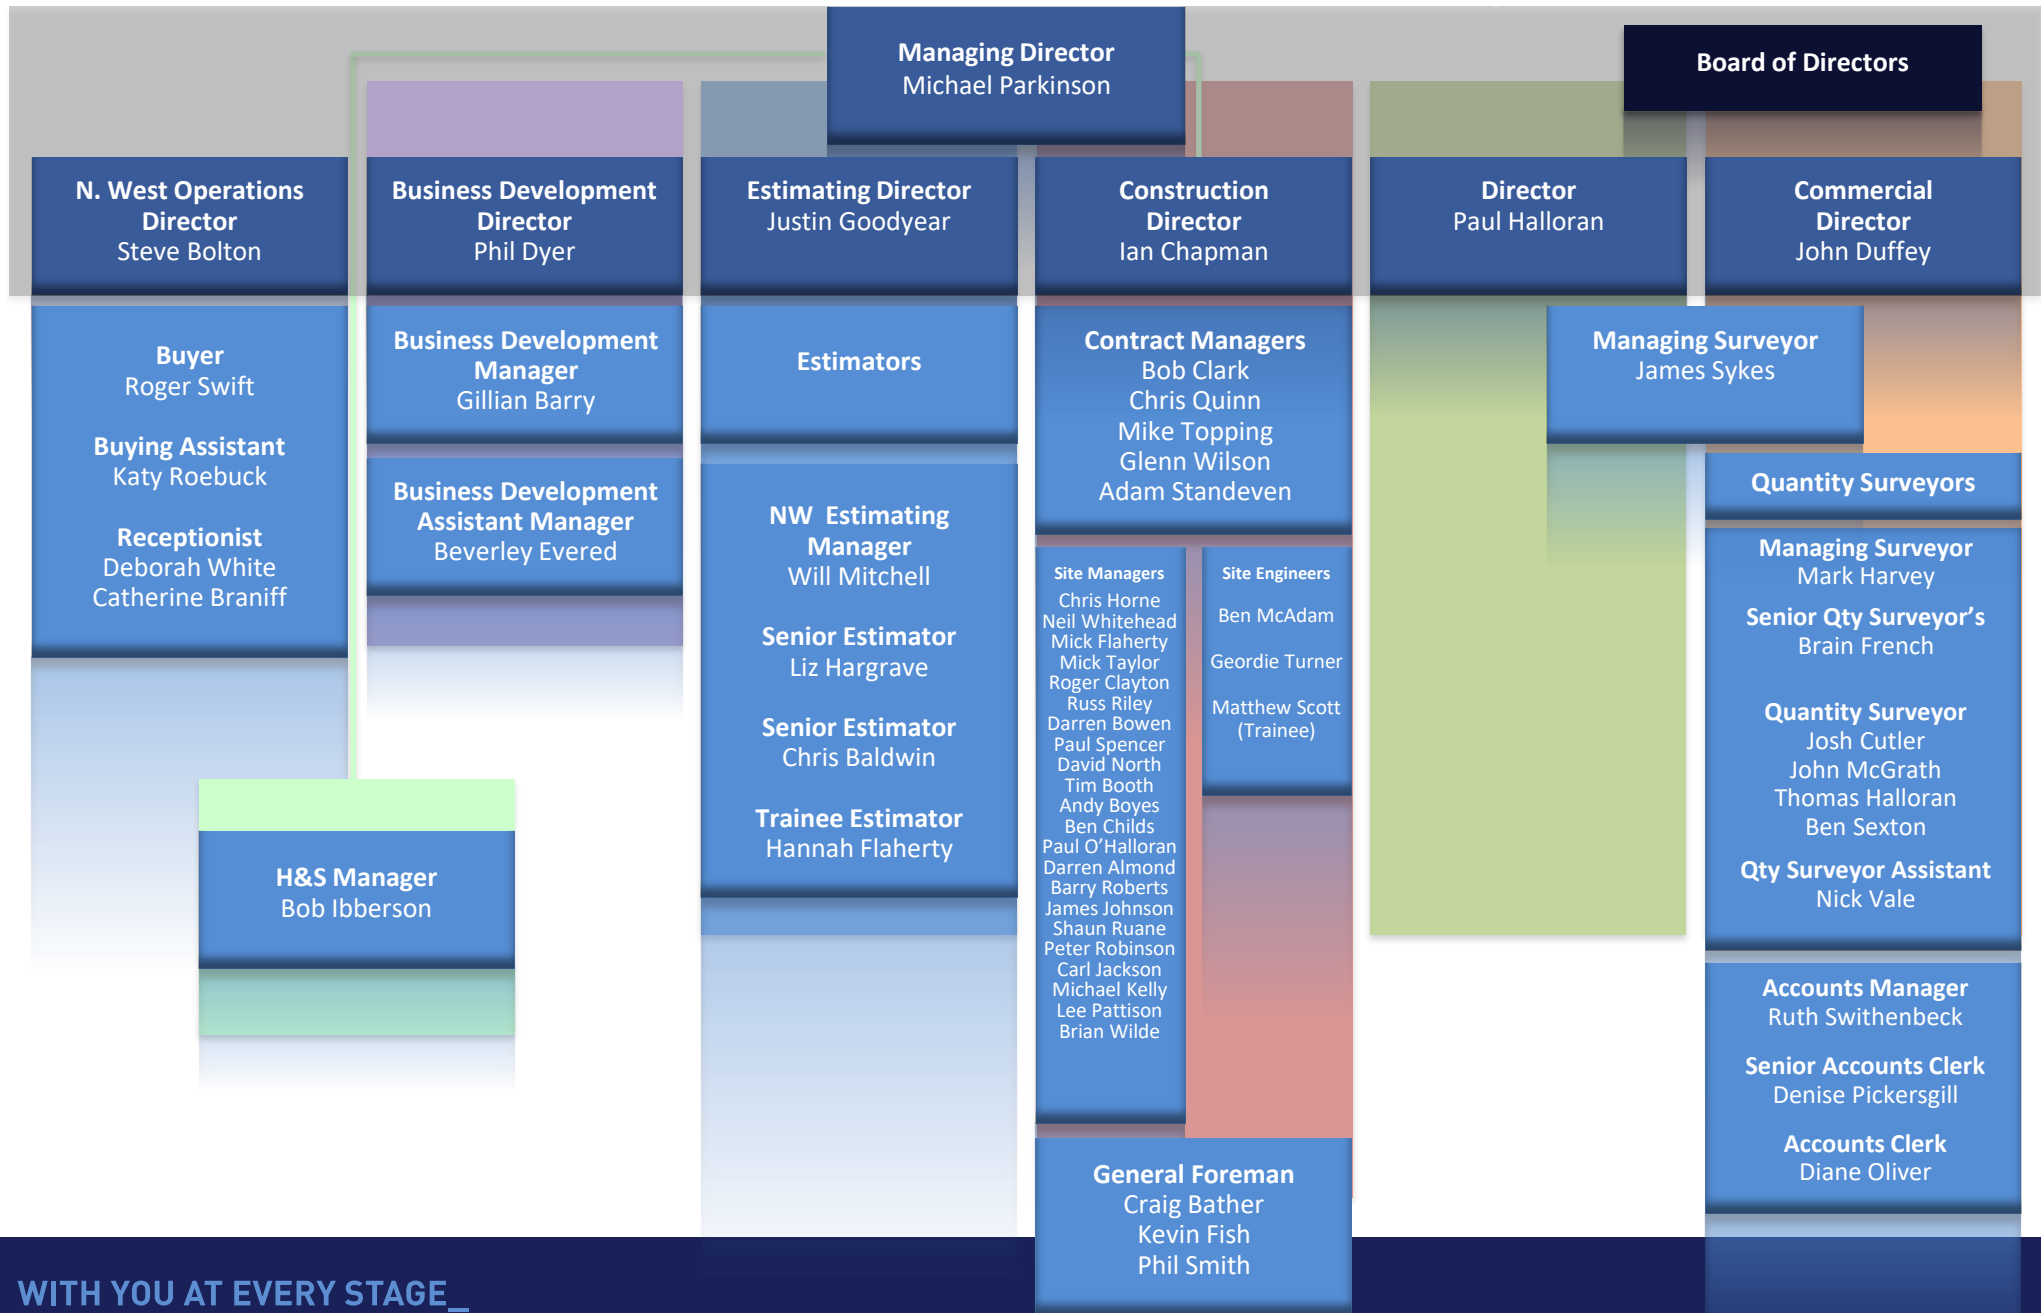 Managing Director
Michael Parkinson
Board of Directors
N. West Operations
Director
Steve Bolton
Business Development
Director
Phil Dyer
Estimating Director
Justin Goodyear
Construction
Director
Ian Chapman
Director
Paul Halloran
Commercial
Director
John Duffey
Buyer
Roger Swift
Buying Assistant
Katy Roebuck
Receptionist
Deborah White
Catherine Braniff
Business Development
Manager
Gillian Barry
Business Development
Assistant Manager
Beverley Evered
H&S Manager
Bob Ibberson
Estimators
NW  Estimating
Manager
Will Mitchell
Senior Estimator
Liz Hargrave
Senior Estimator
Chris Baldwin
Trainee Estimator
Hannah Flaherty
Contract Managers
Bob Clark
Chris Quinn
Mike Topping
Glenn Wilson
Adam Standeven
Site Managers
Chris Horne
Neil Whitehead
Mick Flaherty
Mick Taylor
Roger Clayton
Russ Riley
Darren Bowen
Paul Spencer
David North
Tim Booth
Andy Boyes
Ben Childs
Paul O’Halloran
Darren Almond
Barry Roberts
James Johnson
Shaun Ruane
Peter Robinson
Carl Jackson
Michael Kelly
Lee Pattison
Brian Wilde
Site Engineers
Ben McAdam
Geordie Turner
Matthew Scott
(Trainee)
General Foreman
Craig Bather
Kevin Fish
Phil Smith
Managing Surveyor
James Sykes
Quantity Surveyors
Managing Surveyor
Mark Harvey
Senior Qty Surveyor’s
Brain French
Quantity Surveyor
Josh Cutler
John McGrath
Thomas Halloran
Ben Sexton
Qty Surveyor Assistant
Nick Vale
Accounts Manager
Ruth Swithenbeck
Senior Accounts Clerk
Denise Pickersgill
Accounts Clerk
Diane Oliver
WITH YOU AT EVERY STAGE_